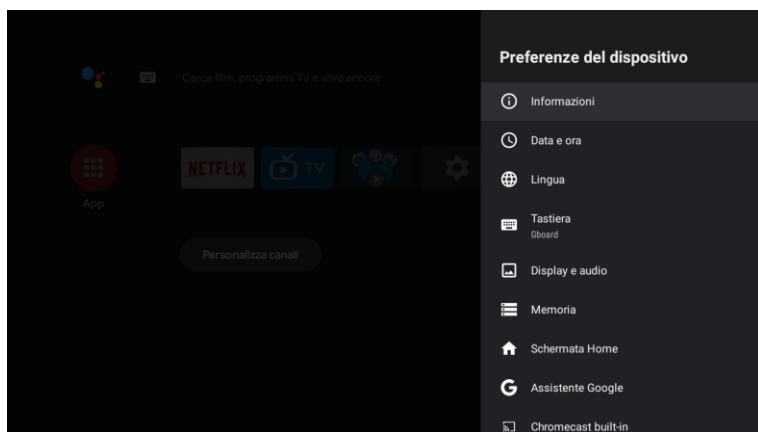 Preferenze del dispositivo
Cerca film, programmi TV e altro ancora
NETFLIX
TV
App
Personalizza canali
Informazioni
Data e ora
Lingua
Tastiera
Gboard
Display e audio
Memoria
Schermata Home
Assistente Google
Chromecast built-in